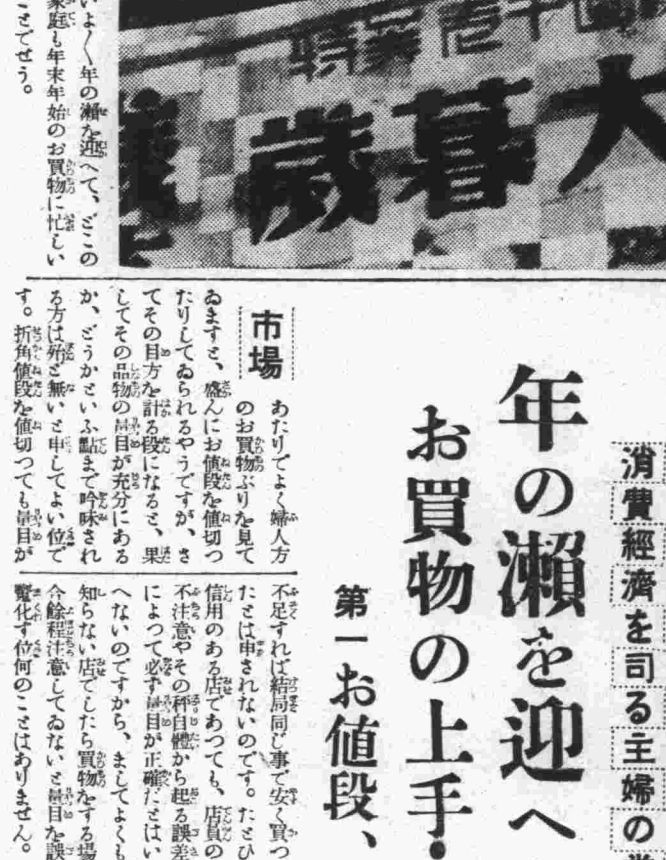 消費經濟を司る主婦の
年の瀬を迎へ
お買物の上手
第一お値段、
大暮歳
いよ〱年の瀬を迎へて、どこの
家庭も年末年始のお買物に忙しい
ことでせう。
市場
あたりでよく婦人方
のお買物ぶりを見て
ゐますと、盛んにお値段を値切つ
たりしてゐられるやうですが、さ
てその目方を計る段になると、果
してその品物の量目が充分にある
か、どうかといふ點まで吟味され
る方は殆ど無いと申してよい位で
す。折角値段を値切つても量目が
不足すれば結局同じ事で安く買つ
たとは申されないのです。たとひ
信用のある店であつても、店員の
不注意やその秤自體から起る誤差
によつて必ず量目が正確だとはい
へないのですから、ましてよくも
知らない店でしたら買物をする場
合餘程注意してゐないと量目を誤
魔化す位何のことはありません。